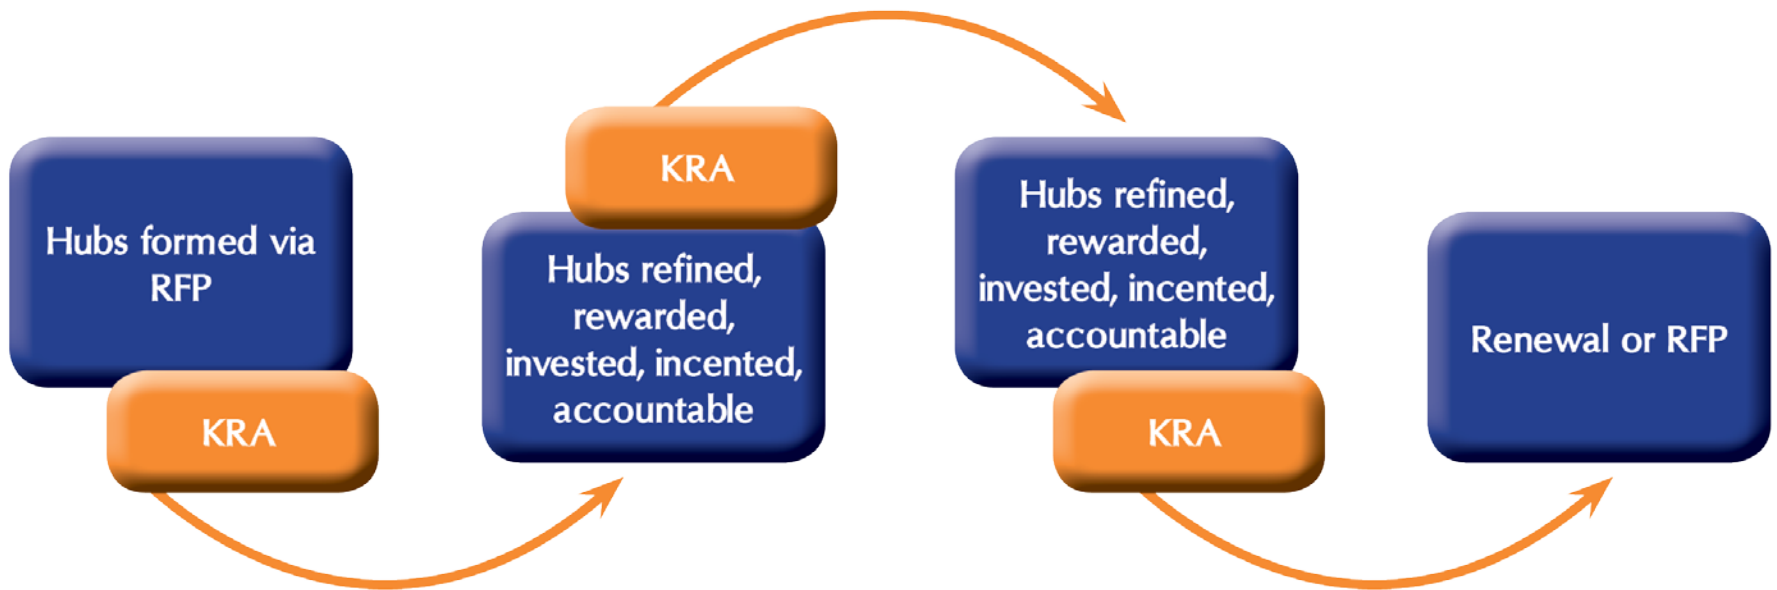 Hubs formed via
RFP
KRA
KRA
Hubs refined,
rewarded,
invested, incented,
accountable
Hubs refined,
rewarded,
invested, incented,
accountable
KRA
Renewal or RFP